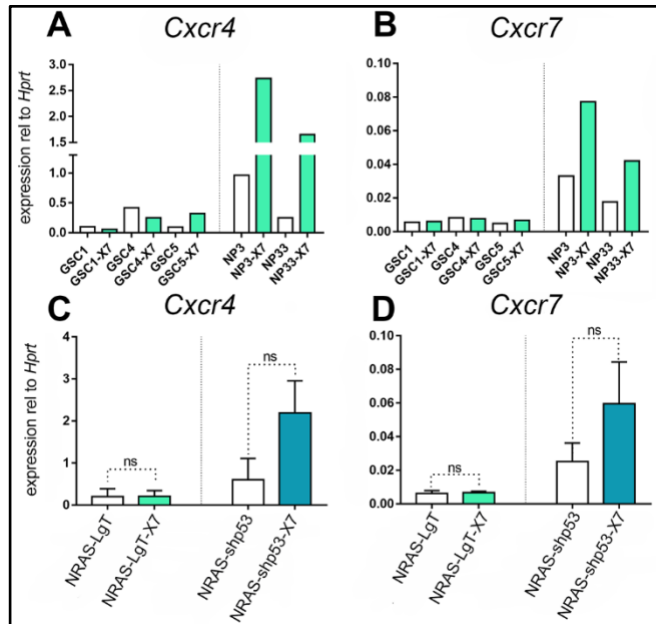 A
Cxcr4
expression rel to Hprt
3.0
2.5
2.0
1.5
1.0
0.5
0.0
GSC1
GSC1-X7
GSC4
GSC4-X7
GSC5
GSC5-X7
NP3
NP3-X7
NP33
NP33-X7
B
Cxcr7
0.10
0.08
0.06
0.04
0.02
0.00
GSC1
GSC1-X7
GSC4
GSC4-X7
GSC5
GSC5-X7
NP3
NP3-X7
NP33
NP33-X7
C
Cxcr4
expression rel to Hprt
4
3
2
1
0
ns
ns
NRAS-LgT
NRAS-LgT-X7
NRAS-shp53
NRAS-shp53-X7
D
Cxcr7
0.10
0.08
0.06
0.04
0.02
0.00
ns
ns
NRAS-LgT
NRAS-LgT-X7
NRAS-shp53
NRAS-shp53-X7